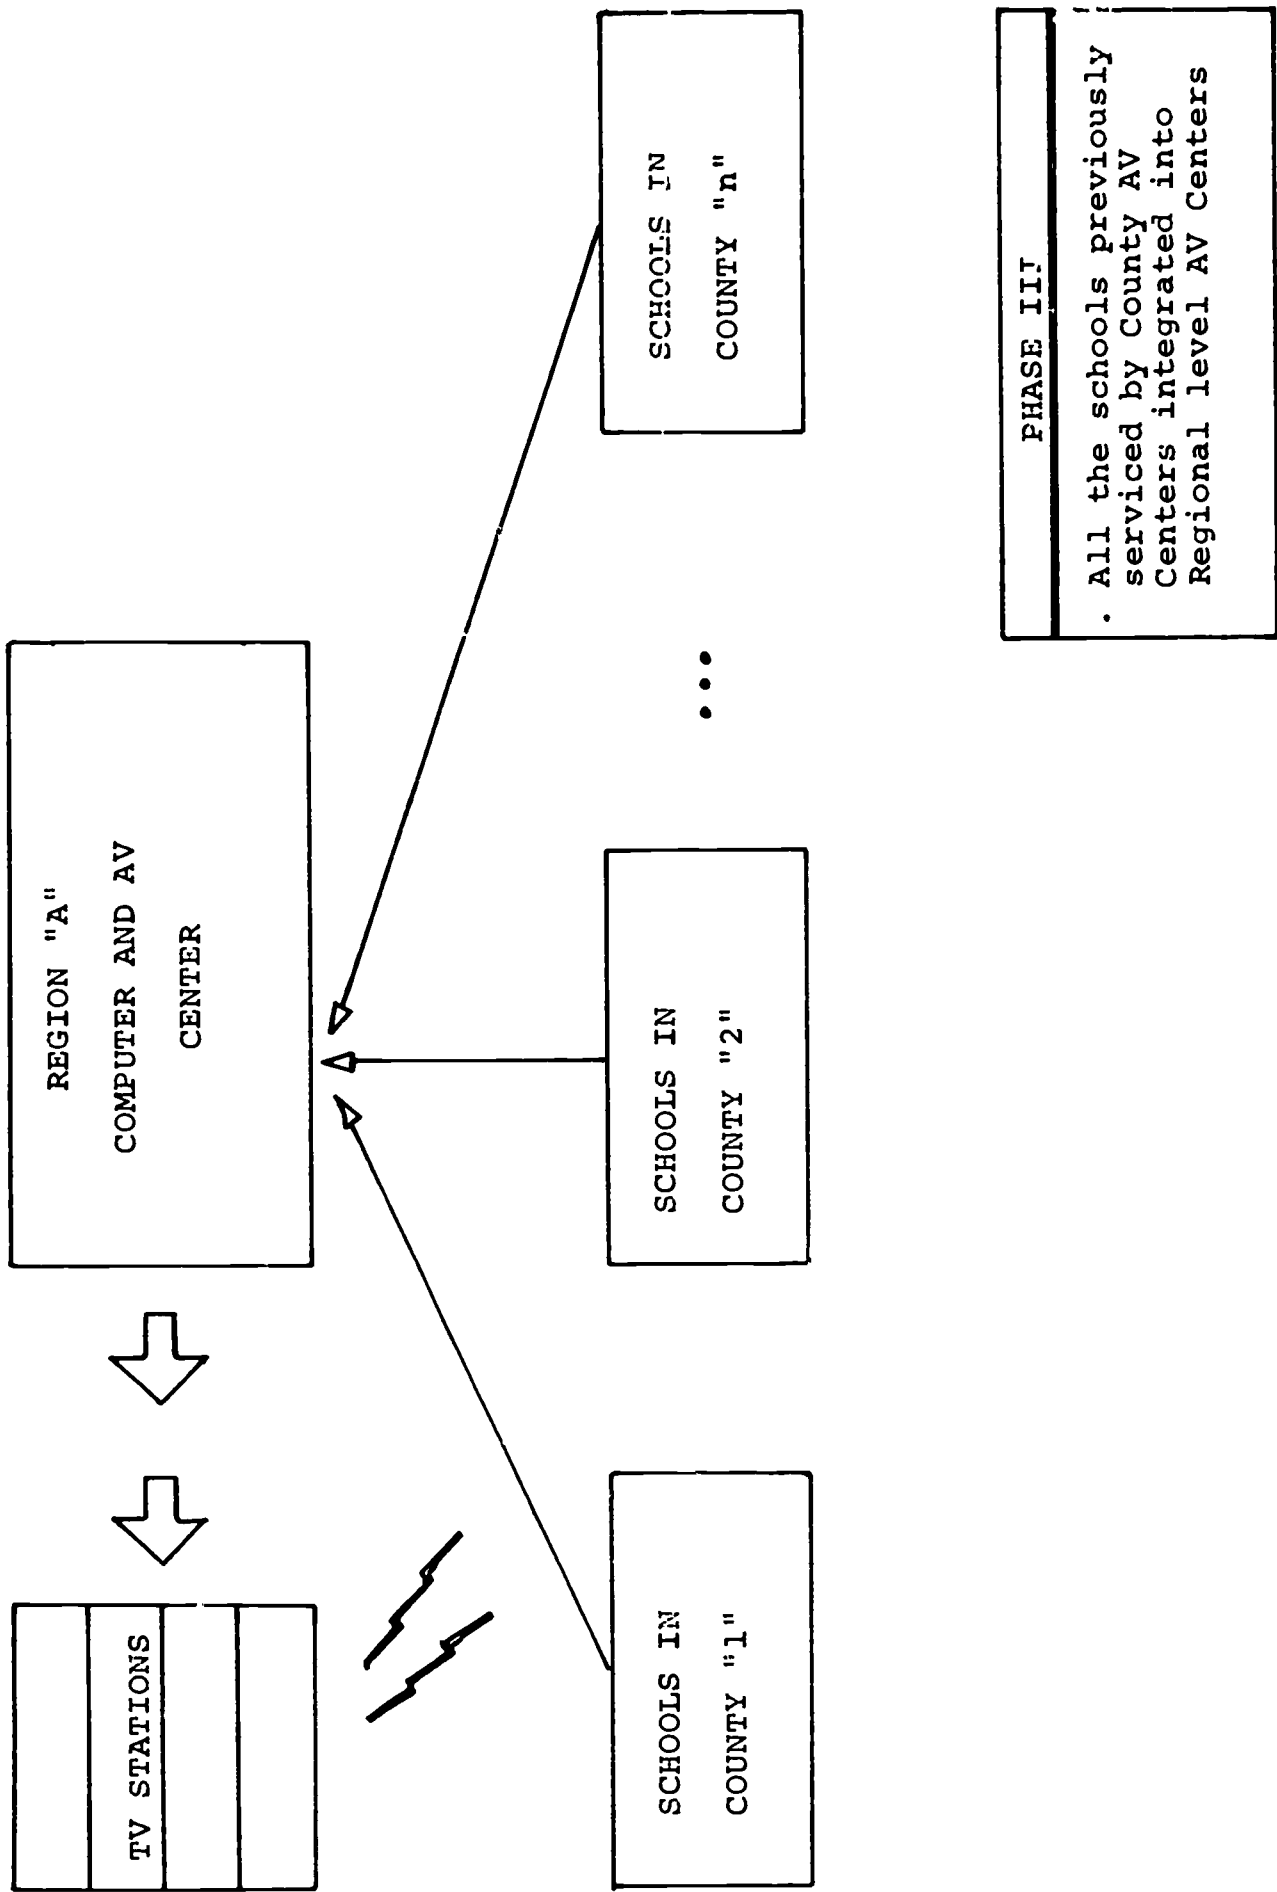 TV STATIONS
REGION "A"
COMPUTER AND AV
CENTER
SCHOOLS IN
COUNTY "1"
SCHOOLS IN
COUNTY "2"
...
SCHOOLS IN
COUNTY "n"
PHASE III
. All the schools previously
serviced by County AV
Centers integrated into
Regional level AV Centers